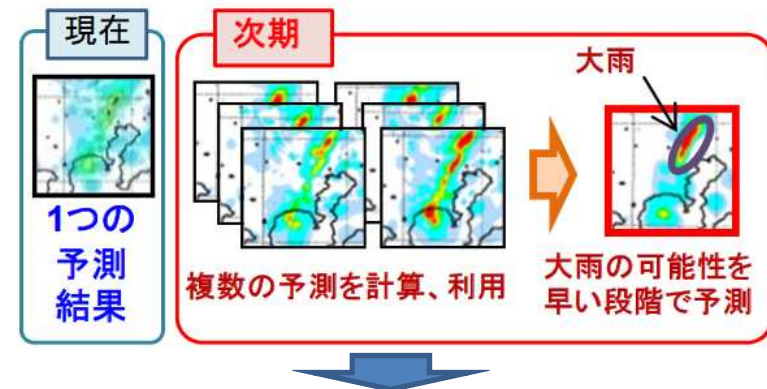 現在
1つの
予測
結果
次期
複数の予測を計算、利用
大雨
大雨の可能性を
早い段階で予測